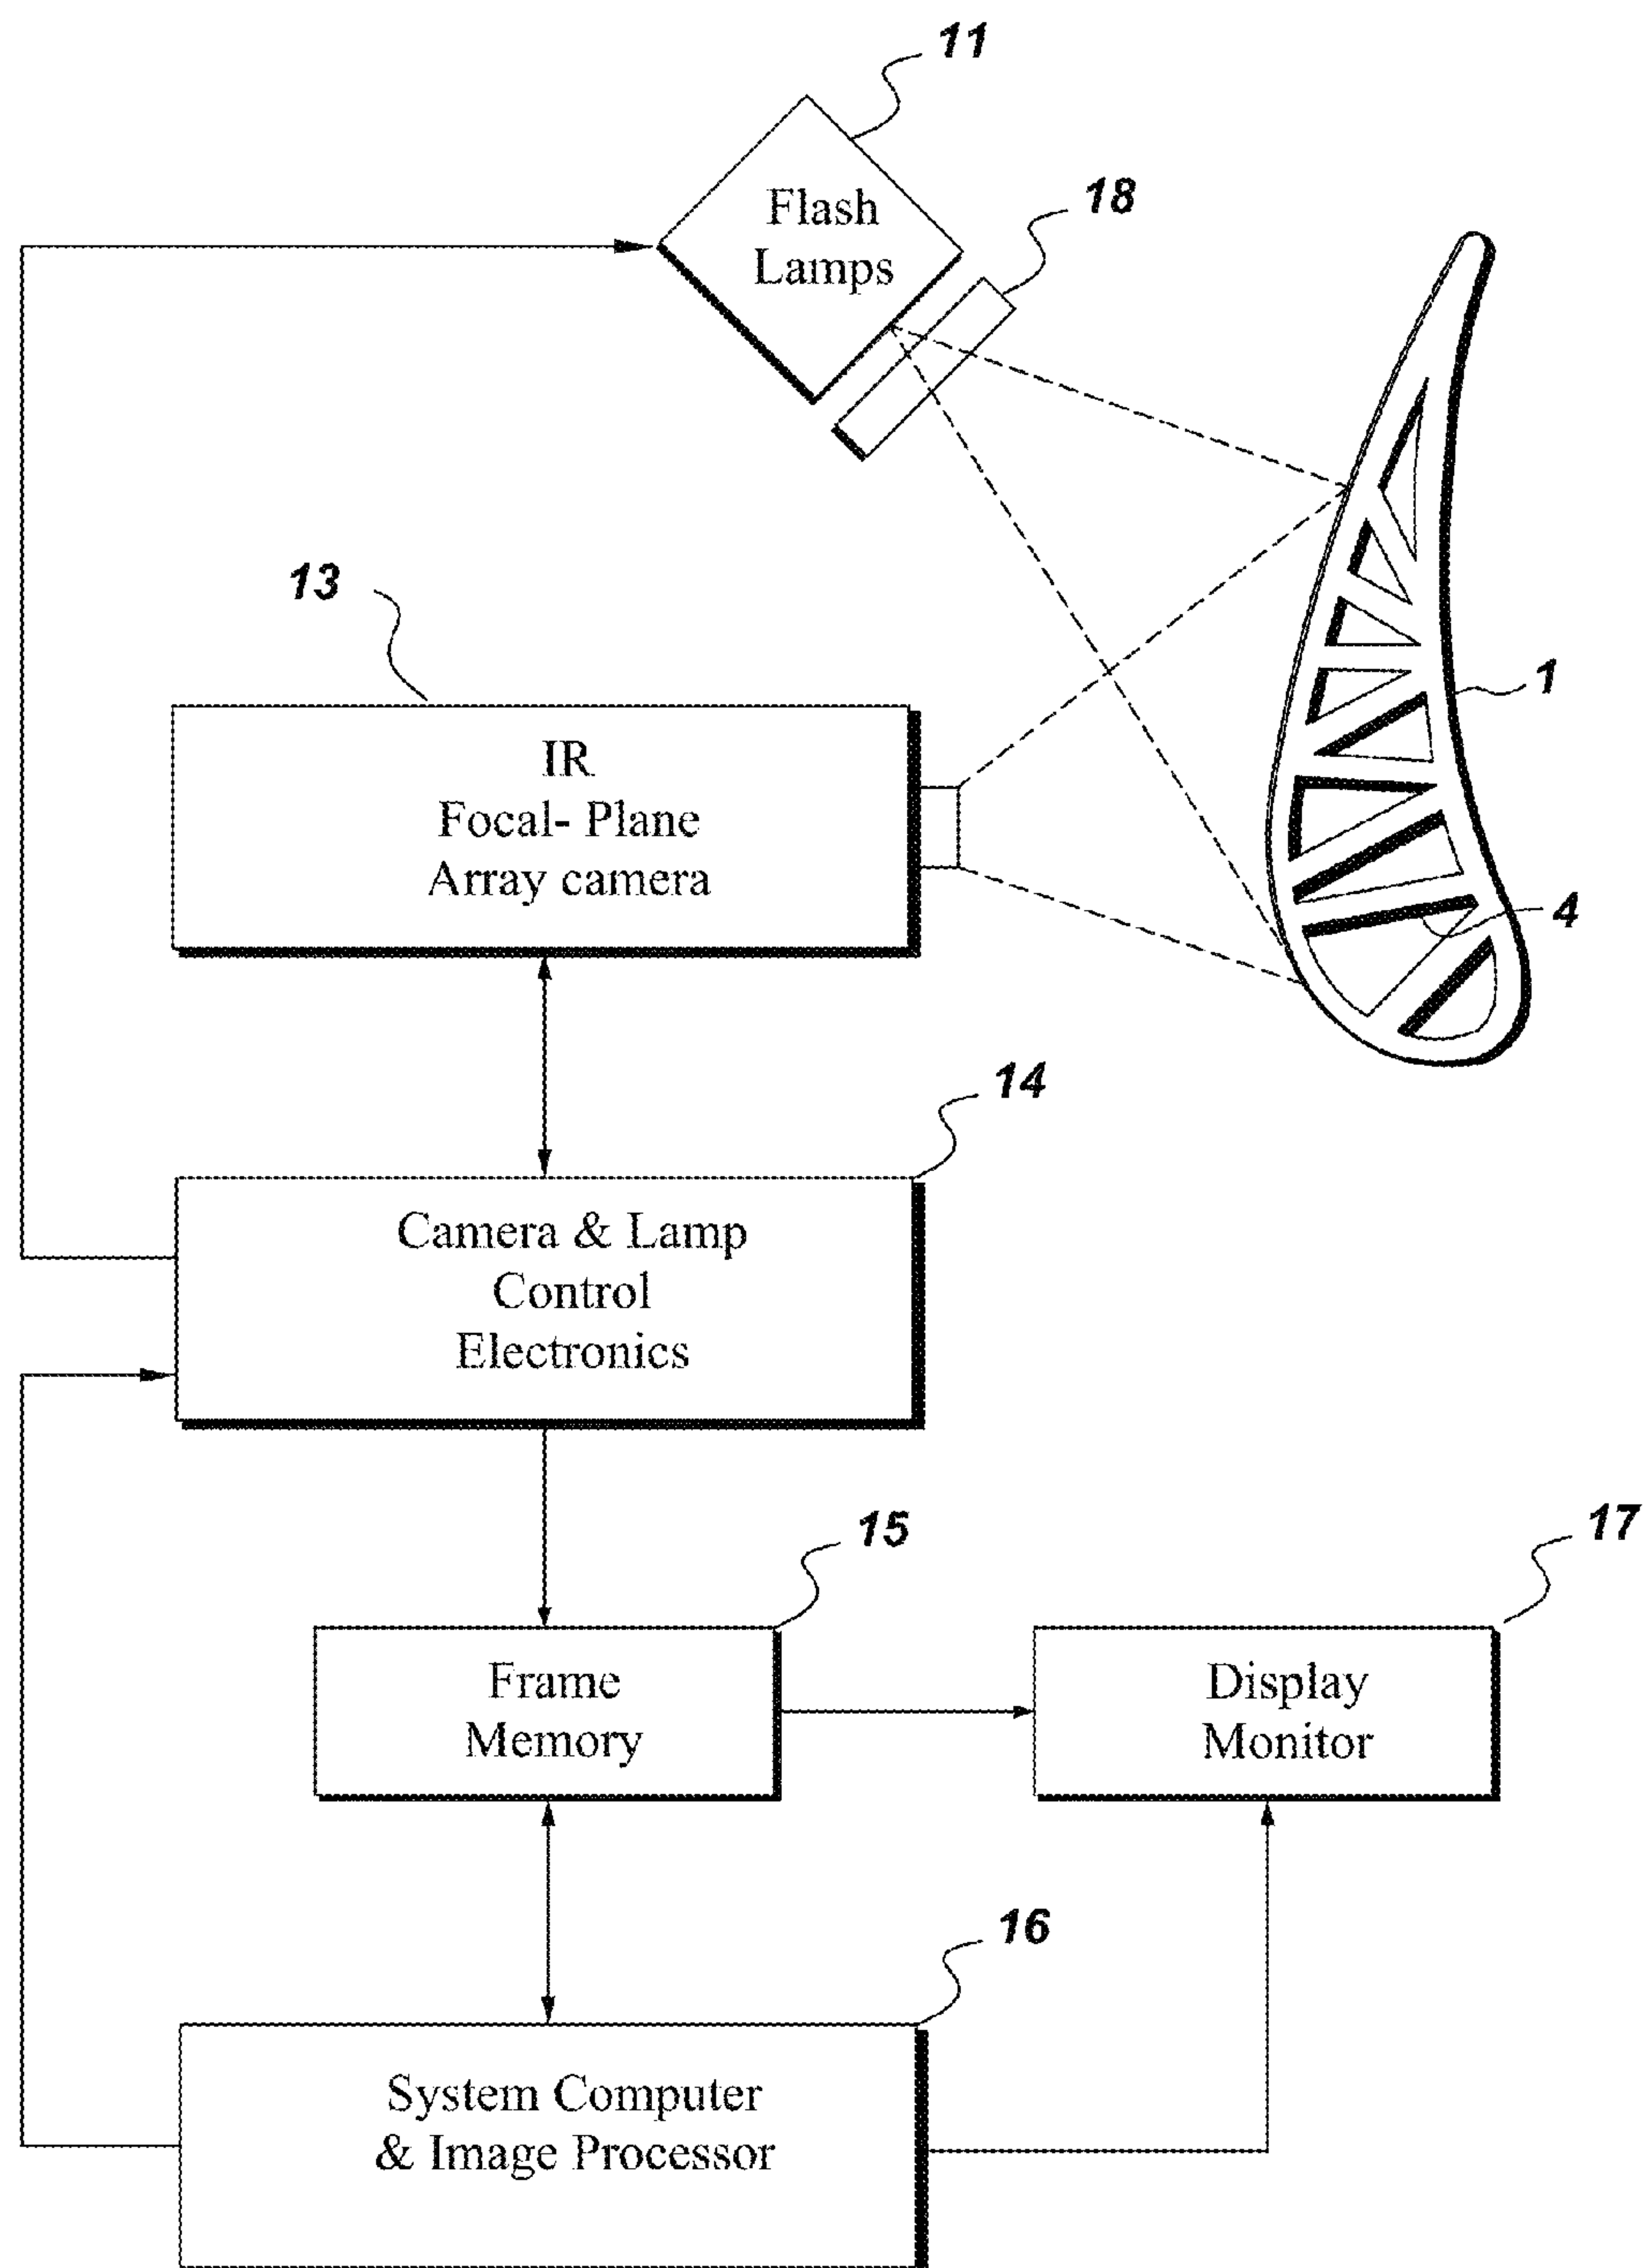 11
Flash
Lamps
18
13
IR
Focal- Plane
Array camera
1
4
14
Camera & Lamp
Control
Electronics
15
17
Frame
Memory
Display
Monitor
16
System Computer
& Image Processor